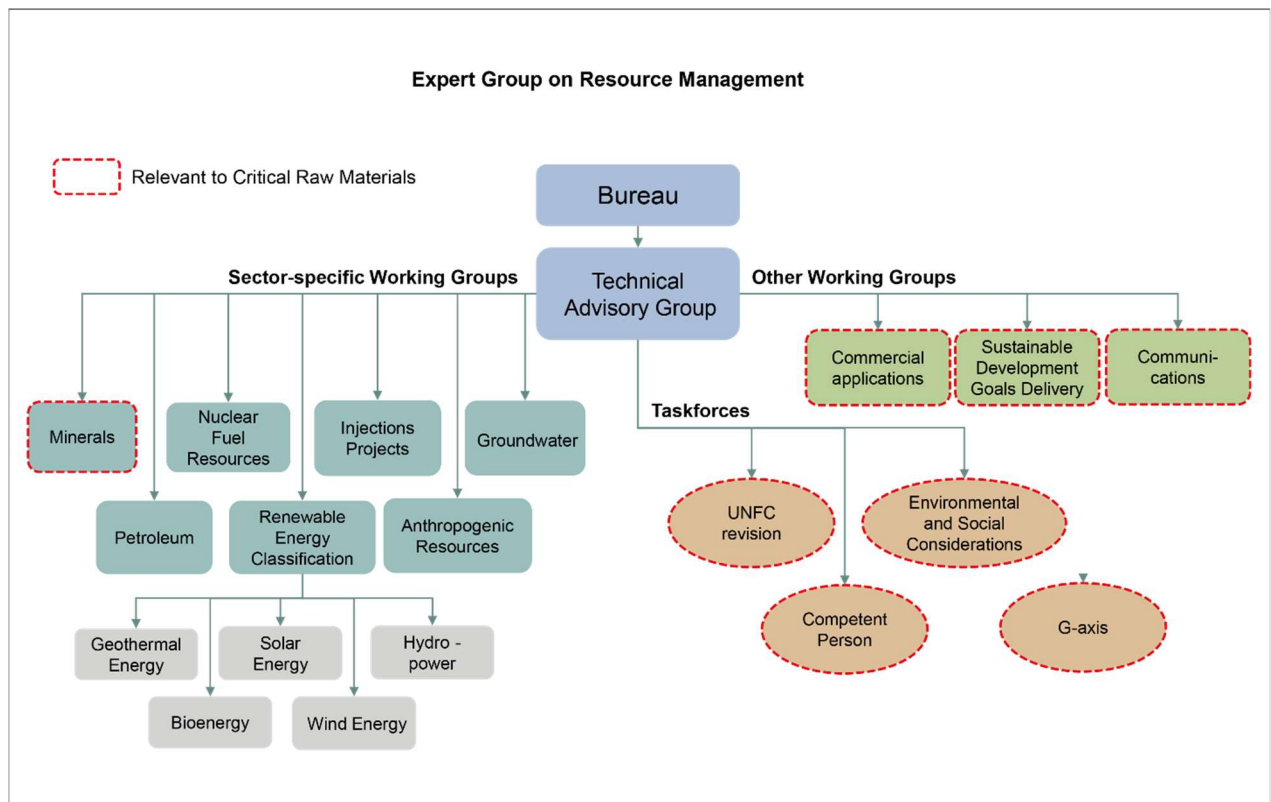 Expert Group on Resource Management
Relevant to Critical Raw Materials
Bureau
Technical
Advisory Group
Sector-specific Working Groups
Other Working Groups
Commercial
applications
Sustainable
Development
Goals Delivery
Communi-
cations
Taskforces
Minerals
Nuclear
Fuel
Resources
Injections
Projects
Groundwater
Petroleum
Renewable
Energy
Classification
Anthropogenic
Resources
UNFC
revision
Environmental
and Social
Considerations
Competent
Person
G-axis
Geothermal
Energy
Solar
Energy
Hydro -
power
Bioenergy
Wind Energy